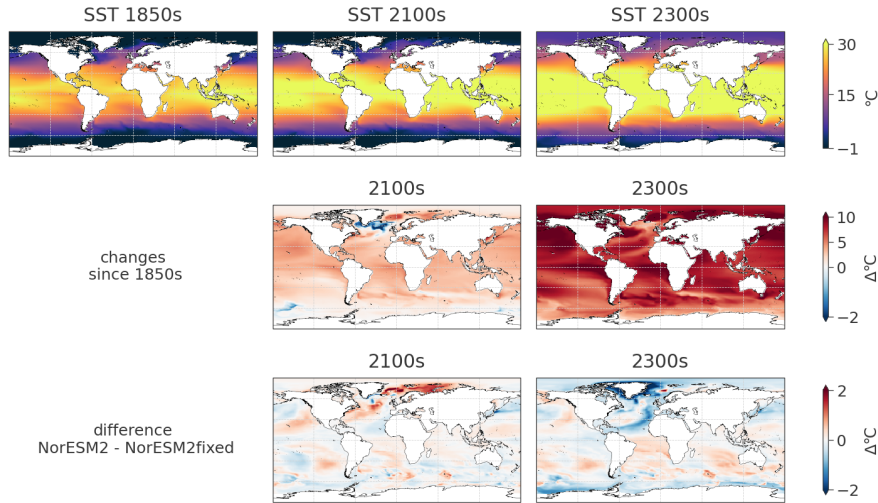 SST 1850s
SST 2100s
SST 2300s
30
15
−1
°C
2100s
2300s
changes
since 1850s
10
5
0
−2
Δ°C
2100s
2300s
difference
NorESM2 - NorESM2fixed
2
0
−2
Δ°C